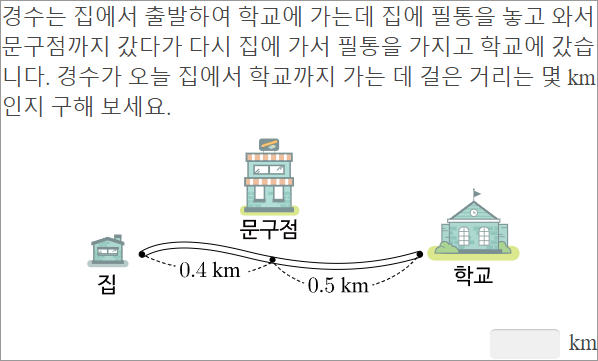 경수는 집에서 출발하여 학교에 가는데 집에 필통을 놓고 와서
문구점까지 갔다가 다시 집에 가서 필통을 가지고 학교에 갔습
니다. 경수가 오늘 집에서 학교까지 가는 데 걸은 거리는 몇 km
인지 구해 보세요.
문구점
집
0.4 km
0.5 km
학교
km